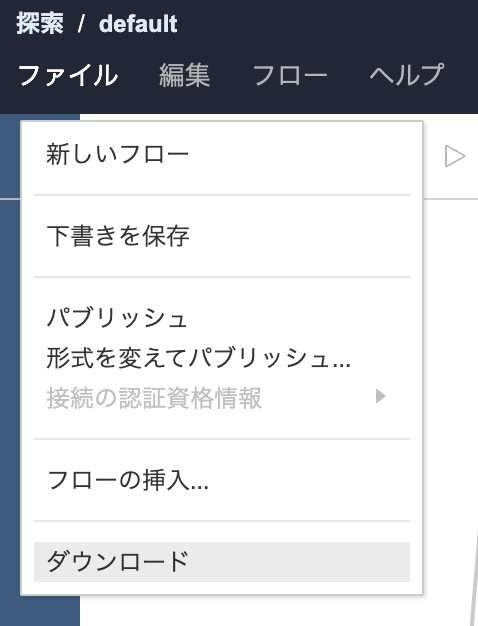 探索 / default
ファイル 編集 フロー ヘルプ
新しいフロー
下書きを保存
パブリッシュ
形式を変えてパブリッシュ...
接続の認証資格情報
フローの挿入...
ダウンロード